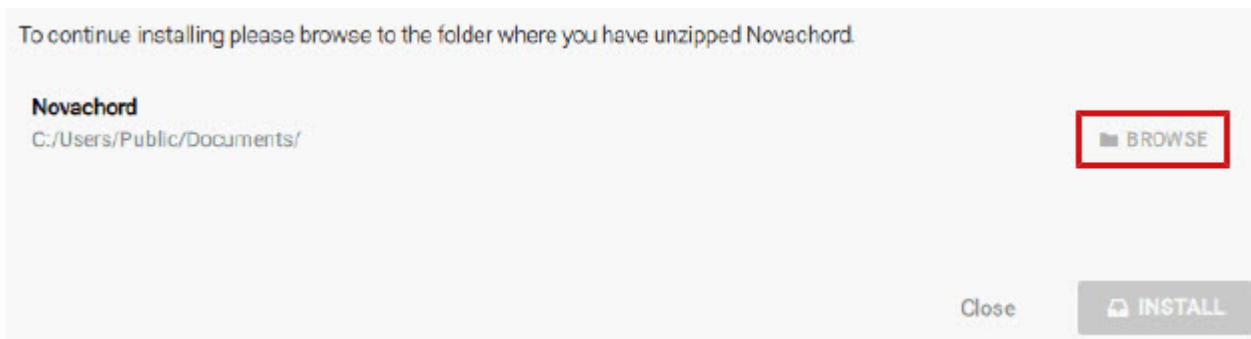 To continue installing please browse to the folder where you have unzipped Novachord.
Novachord
C:/Users/Public/Documents/
BROWSE
Close
INSTALL